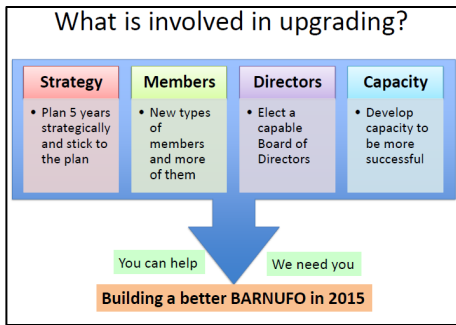 What is involved in upgrading?
Strategy
• Plan 5 years
strategically
and stick to
the plan
Members
• New types
of
members
and more
of them
Directors
• Elect a
capable
Board of
Directors
Capacity
• Develop
capacity to
be more
successful
You can help
We need you
Building a better BARNUFO in 2015